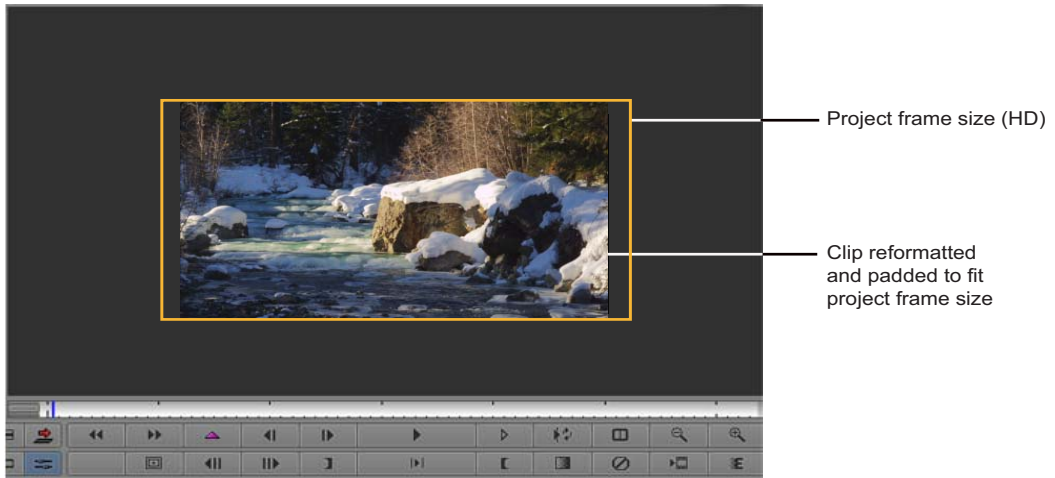 Project frame size (HD)
Clip reformatted
and padded to fit
project frame size